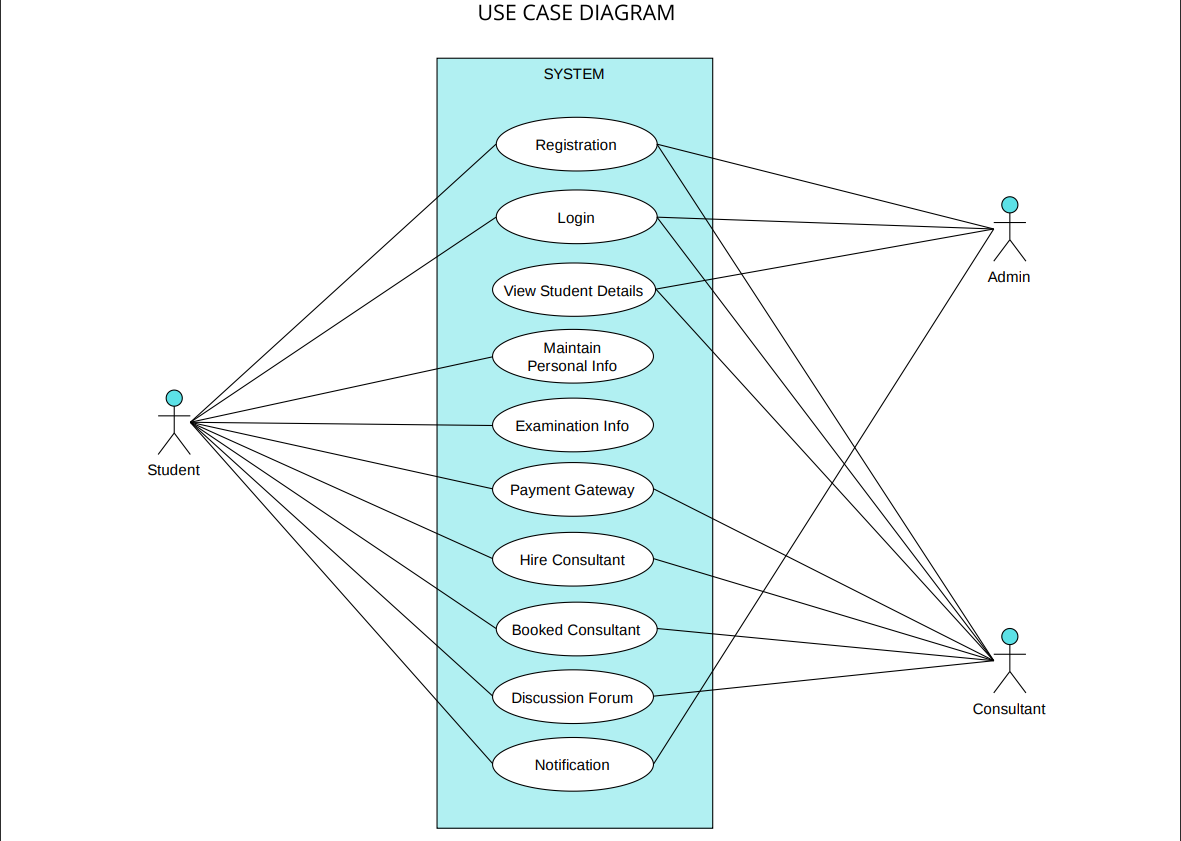 USE CASE DIAGRAM
SYSTEM
Registration
Login
View Student Details
Maintain
Personal Info
Examination Info
Payment Gateway
Hire Consultant
Booked Consultant
Discussion Forum
Notification
Student
Admin
Consultant